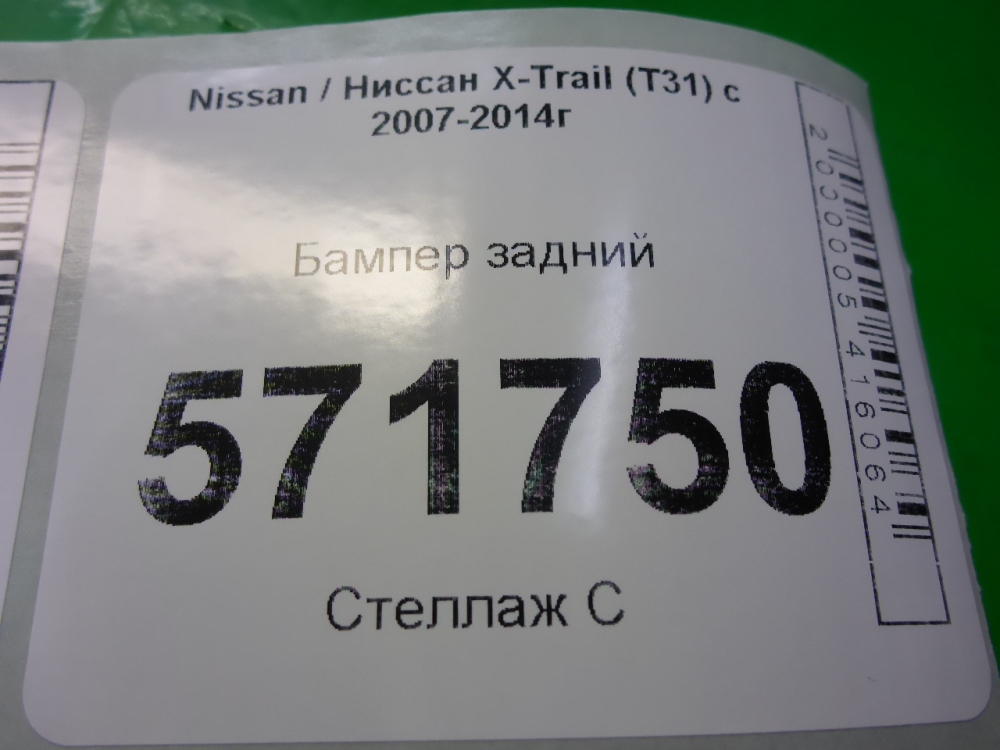 Nissan / Ниссан X-Trail (T31) с
2007-2014г
Бампер задний
571750
Стеллаж С
2000005416064